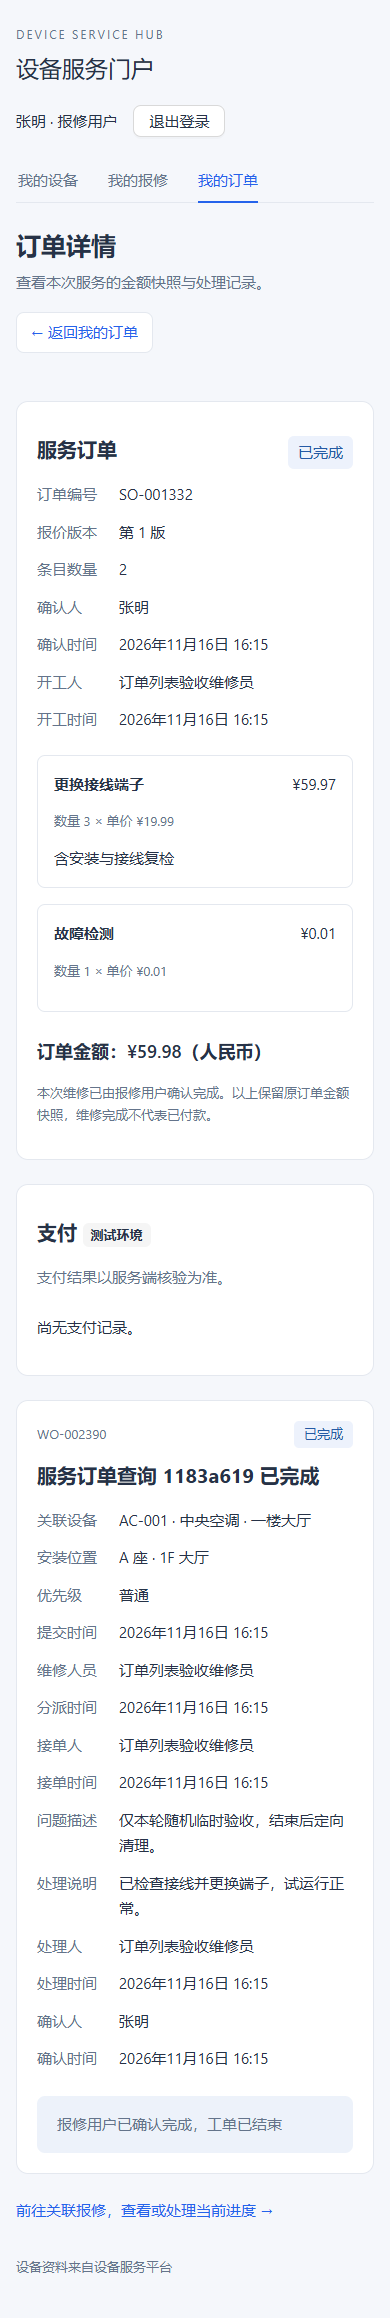 DEVICE SERVICE HUB
设备服务门户
张明 · 报修用户 退出登录
我的设备 我的报修 我的订单
订单详情
查看本次服务的金额快照与处理记录。
← 返回我的订单
服务订单 已完成
订单编号 SO-001332
报价版本 第 1 版
条目数量 2
确认人 张明
确认时间 2026年11月16日 16:15
开工人 订单列表验收维修员
开工时间 2026年11月16日 16:15
更换接线端子 ¥59.97
数量 3 × 单价 ¥19.99
含安装与接线复检
故障检测 ¥0.01
数量 1 × 单价 ¥0.01
订单金额：¥59.98（人民币）
本次维修已由报修用户确认完成。以上保留原订单金额
快照，维修完成不代表已付款。
支付 测试环境
支付结果以服务端核验为准。
尚无支付记录。
WO-002390 已完成
服务订单查询 1183a619 已完成
关联设备 AC-001 · 中央空调 · 一楼大厅
安装位置 A 座 · 1F 大厅
优先级 普通
提交时间 2026年11月16日 16:15
维修人员 订单列表验收维修员
分派时间 2026年11月16日 16:15
接单人 订单列表验收维修员
接单时间 2026年11月16日 16:15
问题描述 仅本轮随机临时验收，结束后定向
清理。
处理说明 已检查接线并更换端子，试运行正
常。
处理人 订单列表验收维修员
处理时间 2026年11月16日 16:15
确认人 张明
确认时间 2026年11月16日 16:15
报修用户已确认完成，工单已结束
前往关联报修，查看或处理当前进度 →
设备资料来自设备服务平台